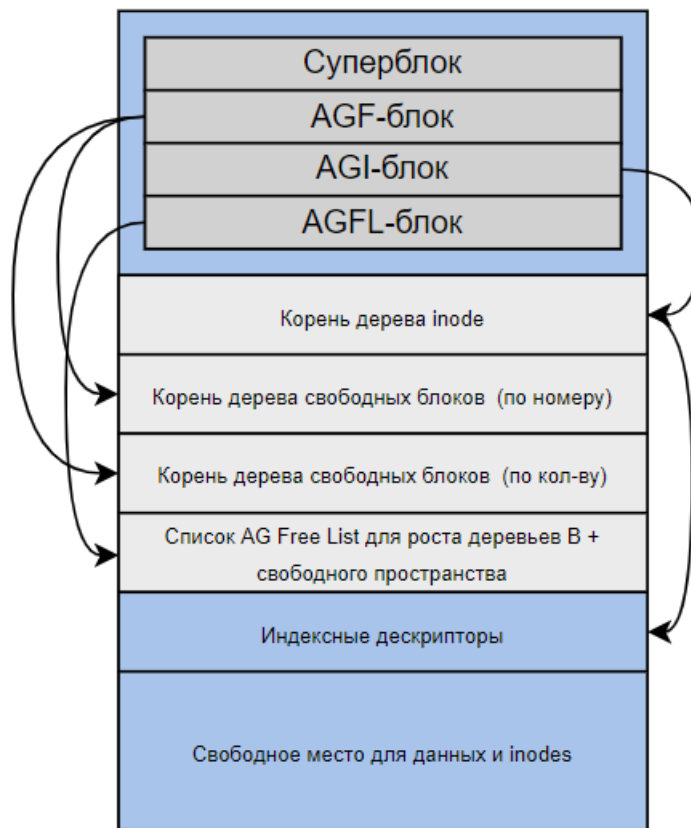 Суперблок
AGF-блок
AGI-блок
AGFL-блок
Корень дерева inode
Корень дерева свободных блоков (по номеру)
Корень дерева свободных блоков (по кол-ву)
Список AG Free List для роста деревьев B +
свободного пространства
Индексные дескрипторы
Свободное место для данных и inodes